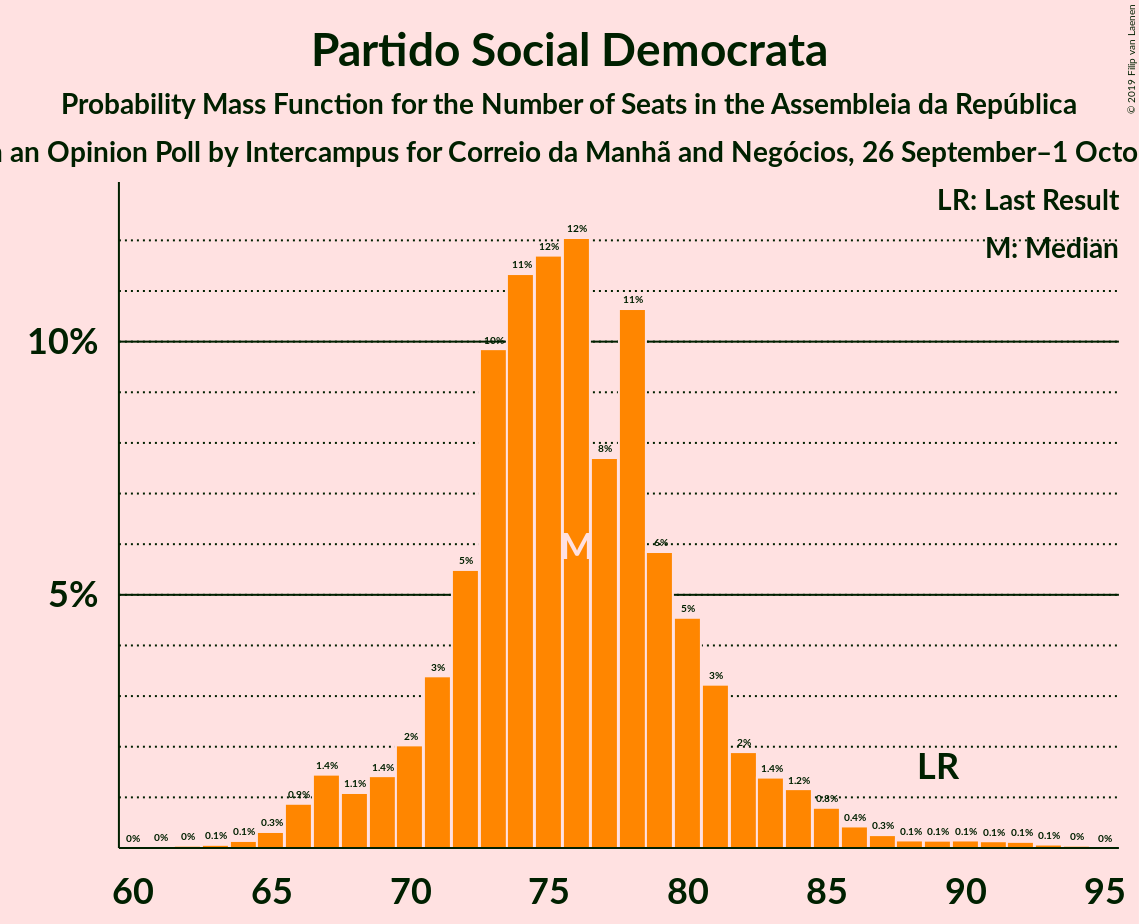 Partido Social Democrata
Probability Mass Function for the Number of Seats in the Assembleia da República
an Opinion Poll by Intercampus for Correio da Manhã and Negócios, 26 September–1 Octo
© 2019 Filip van Laenen
LR: Last Result
M: Median
10%
5%
0% 0% 0% 0.1% 0.1% 0.3% 0.9% 1.4% 1.1% 1.4% 2% 3% 5% 10% 11% 12% 12% 8% 11% 6% 5% 3% 2% 1.4% 1.2% 0.8% 0.4% 0.3% 0.1% 0.1% 0.1% 0.1% 0.1% 0.1% 0% 0%
M
LR
60 65 70 75 80 85 90 95